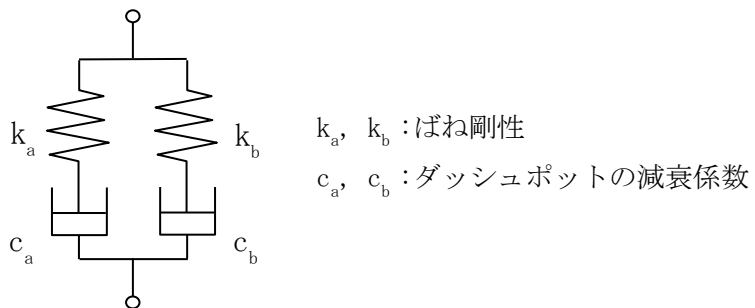 k_a
k_b
k_a, k_b :ばね剛性
c_a, c_b :ダッシュポットの減衰係数
c_a
c_b